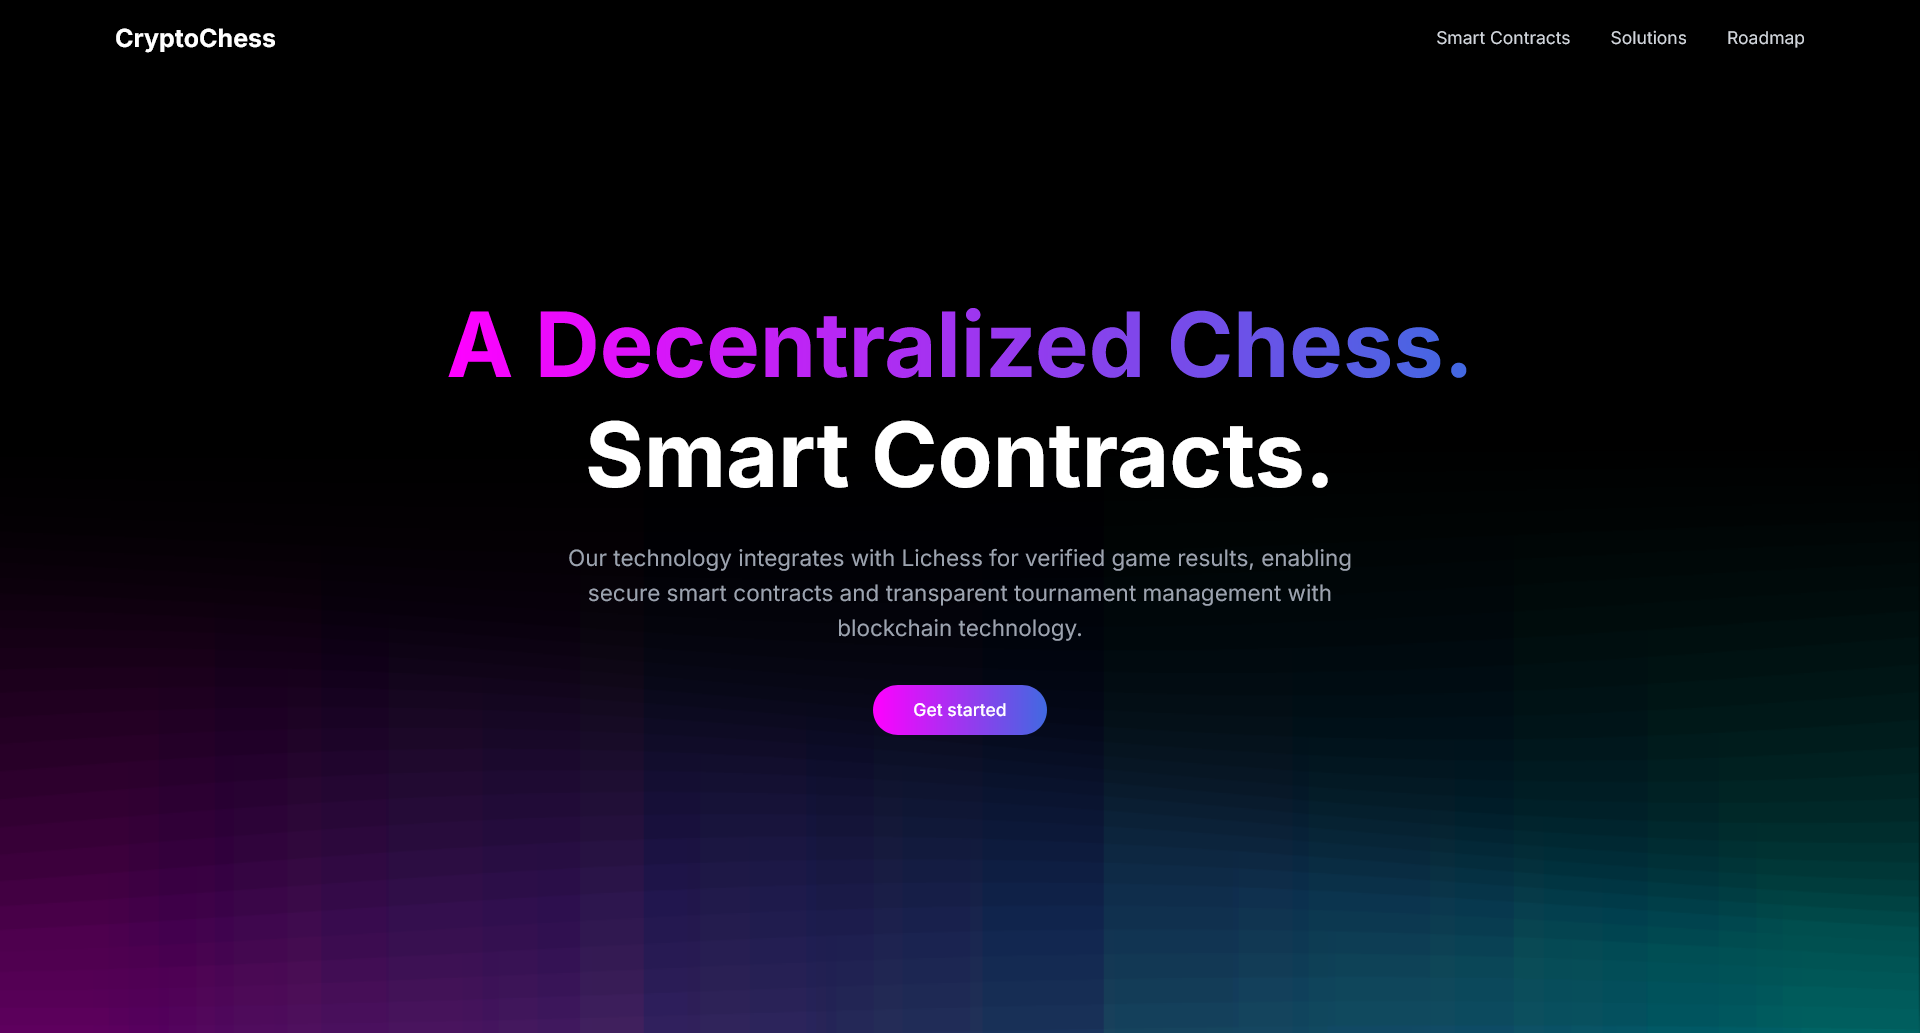 CryptoChess
Smart Contracts
Solutions
Roadmap
A Decentralized Chess.
Smart Contracts.
Our technology integrates with Lichess for verified game results, enabling
secure smart contracts and transparent tournament management with
blockchain technology.
Get started